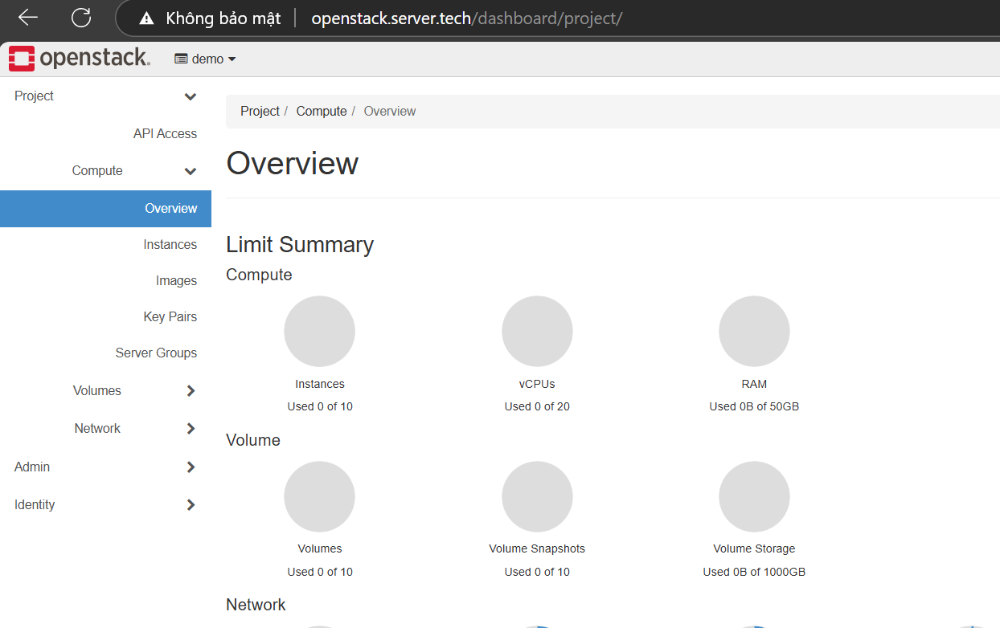 Không bảo mật openstack.server.tech/dashboard/project/
openstack. demo
Project
API Access
Compute
Overview
Instances
Images
Key Pairs
Server Groups
Volumes
Network
Admin
Identity
Project / Compute / Overview
Overview
Limit Summary
Compute
Instances
Used 0 of 10
vCPUs
Used 0 of 20
RAM
Used 0B of 50GB
Volume
Volumes
Used 0 of 10
Volume Snapshots
Used 0 of 10
Volume Storage
Used 0B of 1000GB
Network